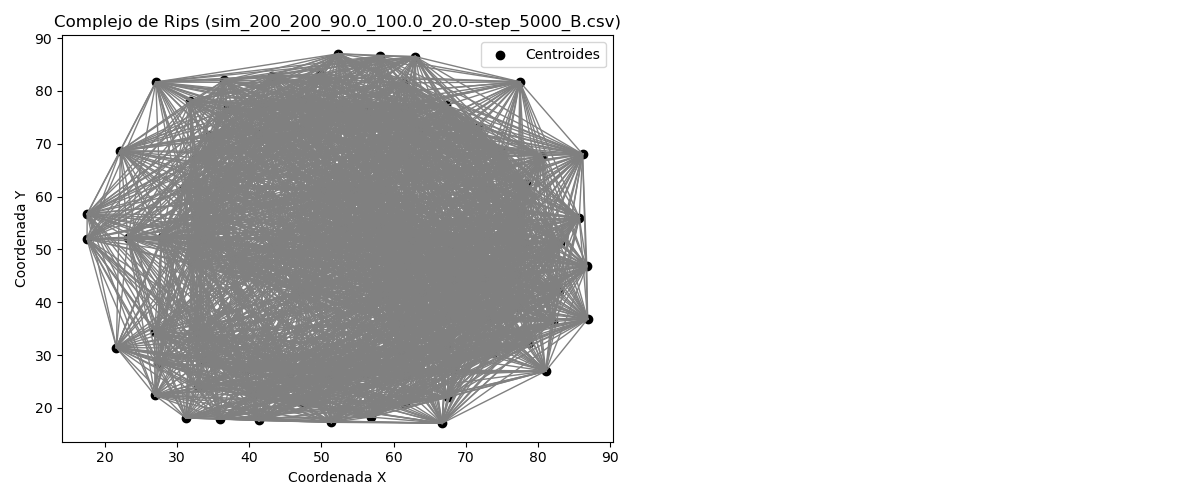 Complejo de Rips (sim_200_200_90.0_100.0_20.0-step_5000_B.csv)
Centroides
90
80
70
60
50
40
30
20
Coordenada Y
20 30 40 50 60 70 80 90
Coordenada X